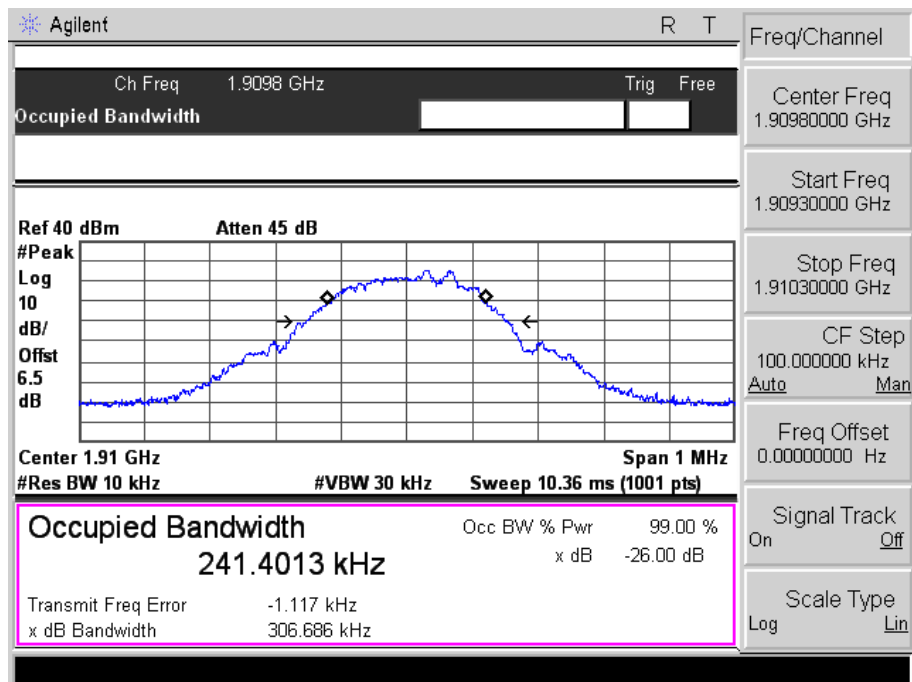 Agilent R T
Ch Freq 1.9098 GHz Trig Free
Occupied Bandwidth
Ref 40 dBm Atten 45 dB
#Peak
Log
10
dB/
Offst
6.5
dB
Center 1.91 GHz Span 1 MHz
#Res BW 10 kHz #VBW 30 kHz Sweep 10.36 ms (1001 pts)
Occupied Bandwidth
241.4013 kHz
Occ BW % Pwr 99.00 %
x dB -26.00 dB
Transmit Freq Error -1.117 kHz
x dB Bandwidth 306.686 kHz
Freq/Channel
Center Freq
1.90980000 GHz
Start Freq
1.90930000 GHz
Stop Freq
1.91030000 GHz
CF Step
100.000000 kHz
Auto Man
Freq Offset
0.00000000 Hz
Signal Track
On Off
Scale Type
Log Lin